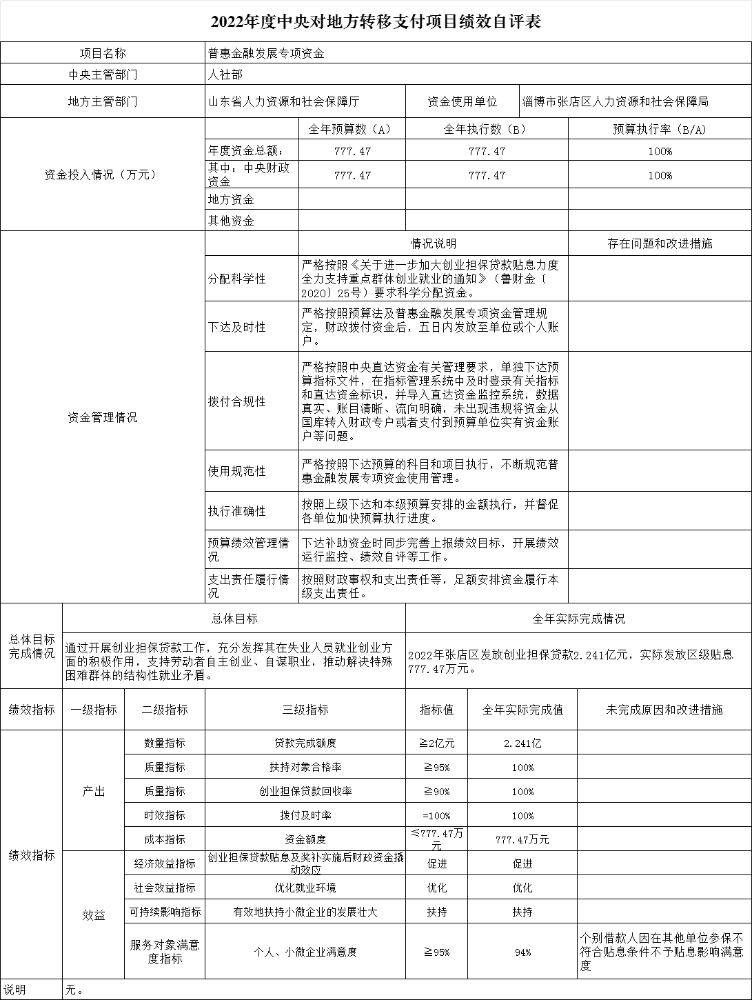 2022年度中央对地方转移支付项目绩效自评表
项目名称 普惠金融发展专项资金
中央主管部门 人社部
地方主管部门 山东省人力资源和社会保障厅 资金使用单位 淄博市张店区人力资源和社会保障局
资金投入情况（万元）
全年预算数（A） 全年执行数（B） 预算执行率（B/A）
年度资金总额： 777.47 777.47 100%
其中：中央财政
资金
777.47 777.47 100%
地方资金
其他资金
资金管理情况
情况说明 存在问题和改进措施
分配科学性
严格按照《关于进一步加大创业担保贷款贴息力度
全力支持重点群体创业就业的通知》（鲁财金〔
2020〕25号）要求科学分配资金。
下达及时性
严格按照预算法及普惠金融发展专项资金管理规
定，财政拨付资金后，五日内发放至单位或个人账
户。
拨付合规性
严格按照中央直达资金有关管理要求，单独下达预
算指标文件，在指标管理系统中及时登录有关指标
和直达资金标识，并导入直达资金监控系统，数据
真实、账目清晰、流向明确，未出现违规将资金从
国库转入财政专户或者支付到预算单位实有资金账
户等问题。
使用规范性
严格按照下达预算的科目和项目执行，不断规范普
惠金融发展专项资金使用管理。
执行准确性
按照上级下达和本级预算安排的金额执行，并督促
各单位加快预算执行进度。
预算绩效管理情
况
下达补助资金时同步完善上报绩效目标，开展绩效
运行监控、绩效自评等工作。
支出责任履行情
况
按照财政事权和支出责任等，足额安排资金履行本
级支出责任。
总体目标
完成情况
总体目标 全年实际完成情况
通过开展创业担保贷款工作，充分发挥其在失业人员就业创业方
面的积极作用，支持劳动者自主创业、自谋职业，推动解决特殊
困难群体的结构性就业矛盾。
2022年张店区发放创业担保贷款2.241亿元，实际发放区级贴息
777.47万元。
绩效指标 一级指标 二级指标 三级指标 指标值 全年实际完成值 未完成原因和改进措施
绩效指标
产出
数量指标 贷款完成额度 ≧2亿元 2.241亿
质量指标 扶持对象合格率 ≧95% 100%
质量指标 创业担保贷款回收率 ≧90% 100%
时效指标 拨付及时率 =100% 100%
成本指标 资金额度
≤777.47万
元
777.47万元
效益
经济效益指标
创业担保贷款贴息及奖补实施后财政资金撬
动效应
促进 促进
社会效益指标 优化就业环境 优化 优化
可持续影响指标 有效地扶持小微企业的发展壮大 扶持 扶持
服务对象满意
度指标
个人、小微企业满意度 ≧95% 94%
个别借款人因在其他单位参保不
符合贴息条件不予贴息影响满意
度
说明 无。